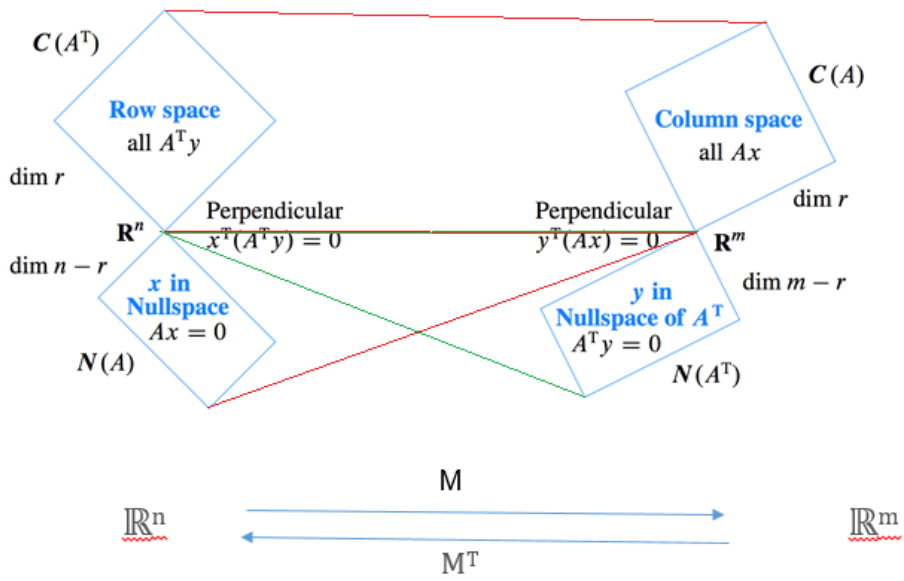 C(Aᵀ)
Row space
all Aᵀy
dim r
Rⁿ
dim n − r
x in
Nullspace
Ax = 0
N(A)
Perpendicular
xᵀ(Aᵀy) = 0
Perpendicular
yᵀ(Ax) = 0
C(A)
Column space
all Ax
dim r
Rᵐ
dim m − r
y in
Nullspace of Aᵀ
Aᵀy = 0
N(Aᵀ)
M
ℝⁿ
ℝᵐ
Mᵀ